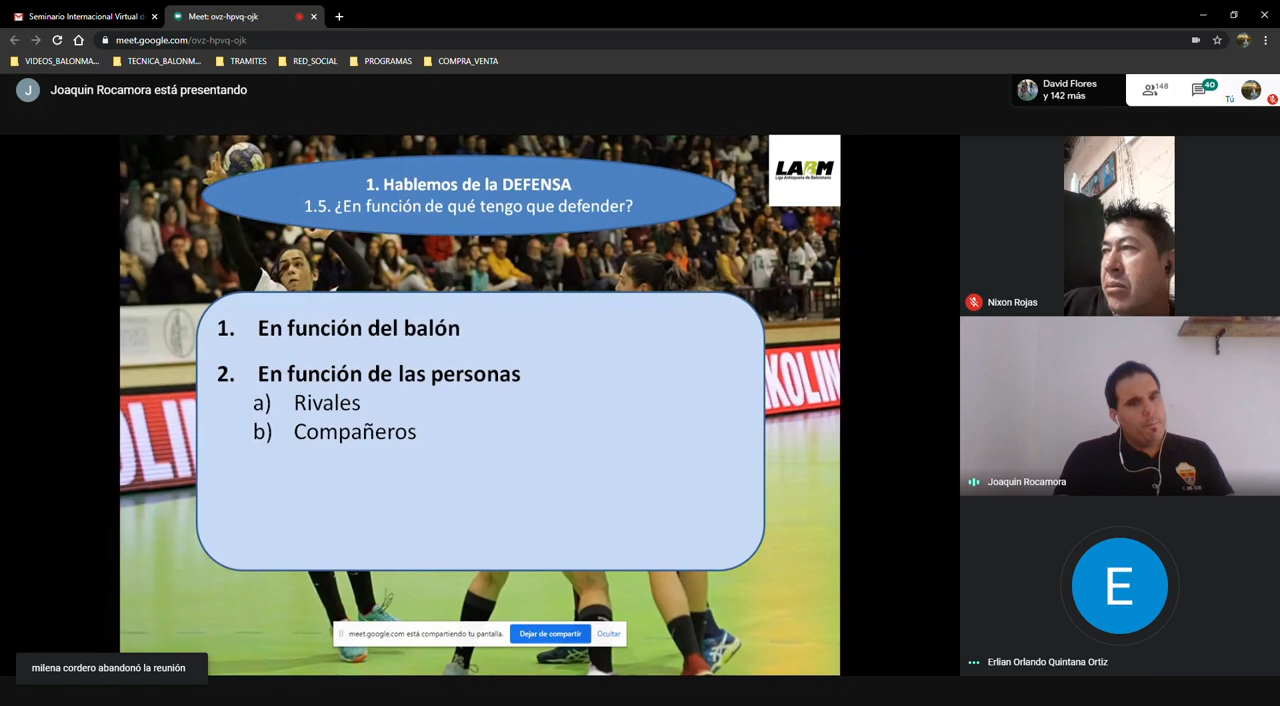 Seminario Internacional Virtual d
Meet: ovz-hpvq-ojk
meet.google.com/ovz-hpvq-ojk
VIDEOS_BALONMA...
TECNICA_BALONM...
TRAMITES
RED_SOCIAL
PROGRAMAS
COMPRA_VENTA
J
Joaquin Rocamora está presentando
David Flores
y 142 más
148
40
Tú
1. Hablemos de la DEFENSA
1.5. ¿En función de qué tengo que defender?
LABM
Liga Antioqueña de Balonmano
1. En función del balón
2. En función de las personas
a) Rivales
b) Compañeros
KOLIN
OLIN
meet.google.com está compartiendo tu pantalla.
Dejar de compartir
Ocultar
Nixon Rojas
Joaquin Rocamora
E
Erlian Orlando Quintana Ortiz
milena cordero abandonó la reunión